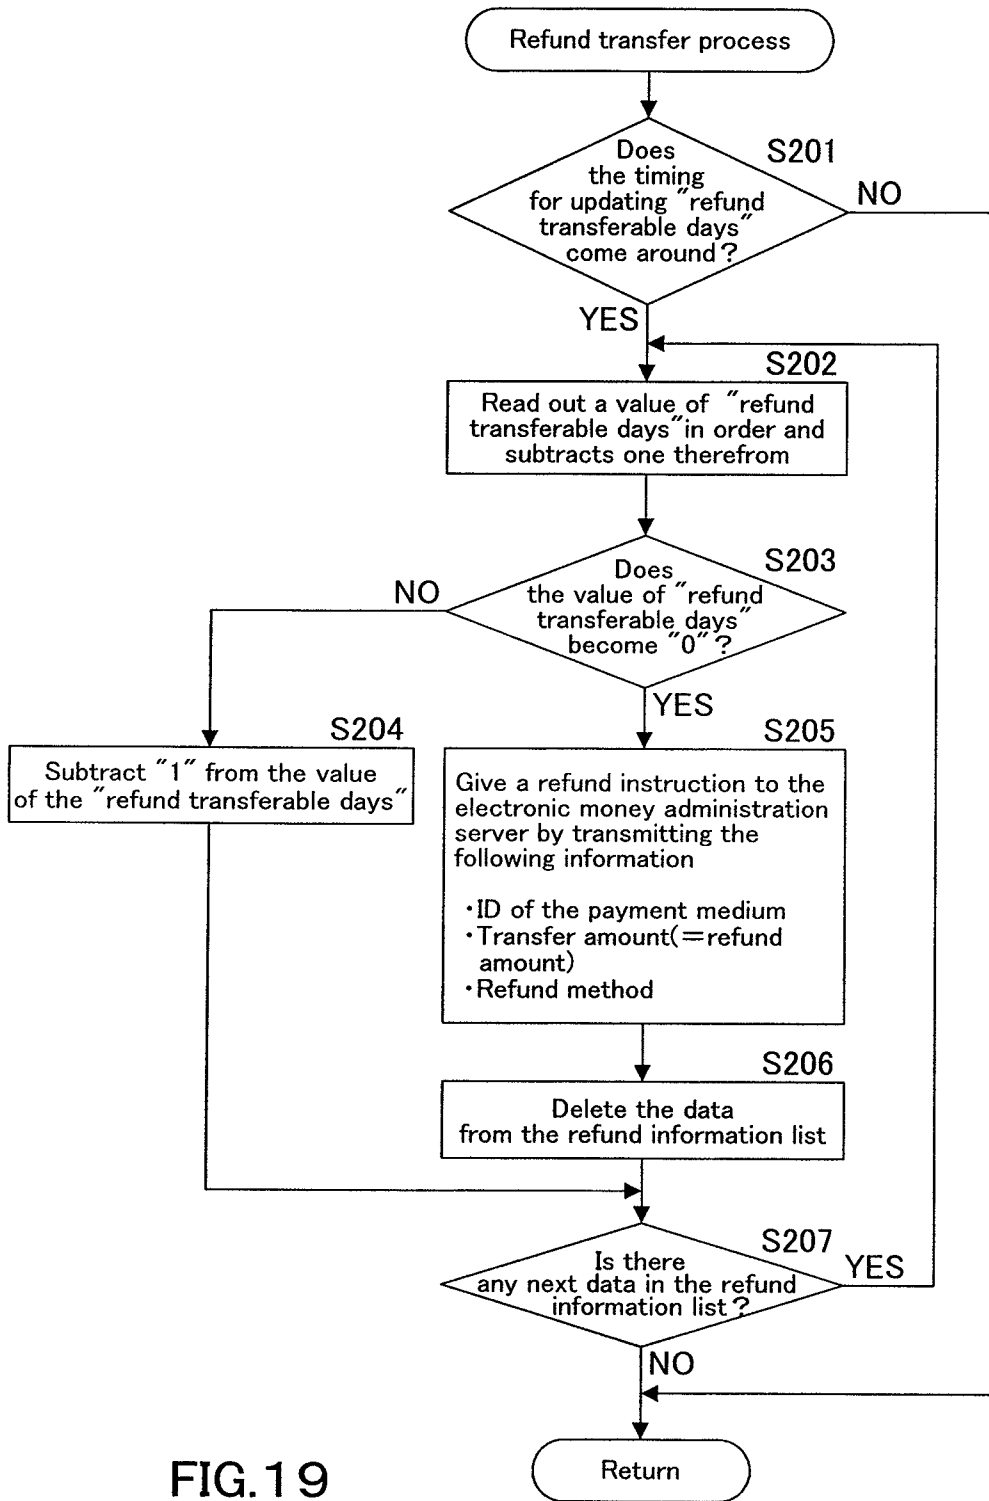 Refund transfer process
S201
Does
the timing
for updating "refund
transferable days"
come around?
NO
YES
S202
Read out a value of "refund
transferable days" in order and
subtracts one therefrom
S203
Does
the value of "refund
transferable days"
become "0"?
NO
YES
S204
Subtract "1" from the value
of the "refund transferable days"
S205
Give a refund instruction to the
electronic money administration
server by transmitting the
following information
・ID of the payment medium
・Transfer amount(=refund
amount)
・Refund method
S206
Delete the data
from the refund information list
S207
Is there
any next data in the refund
information list?
YES
NO
Return
FIG.19